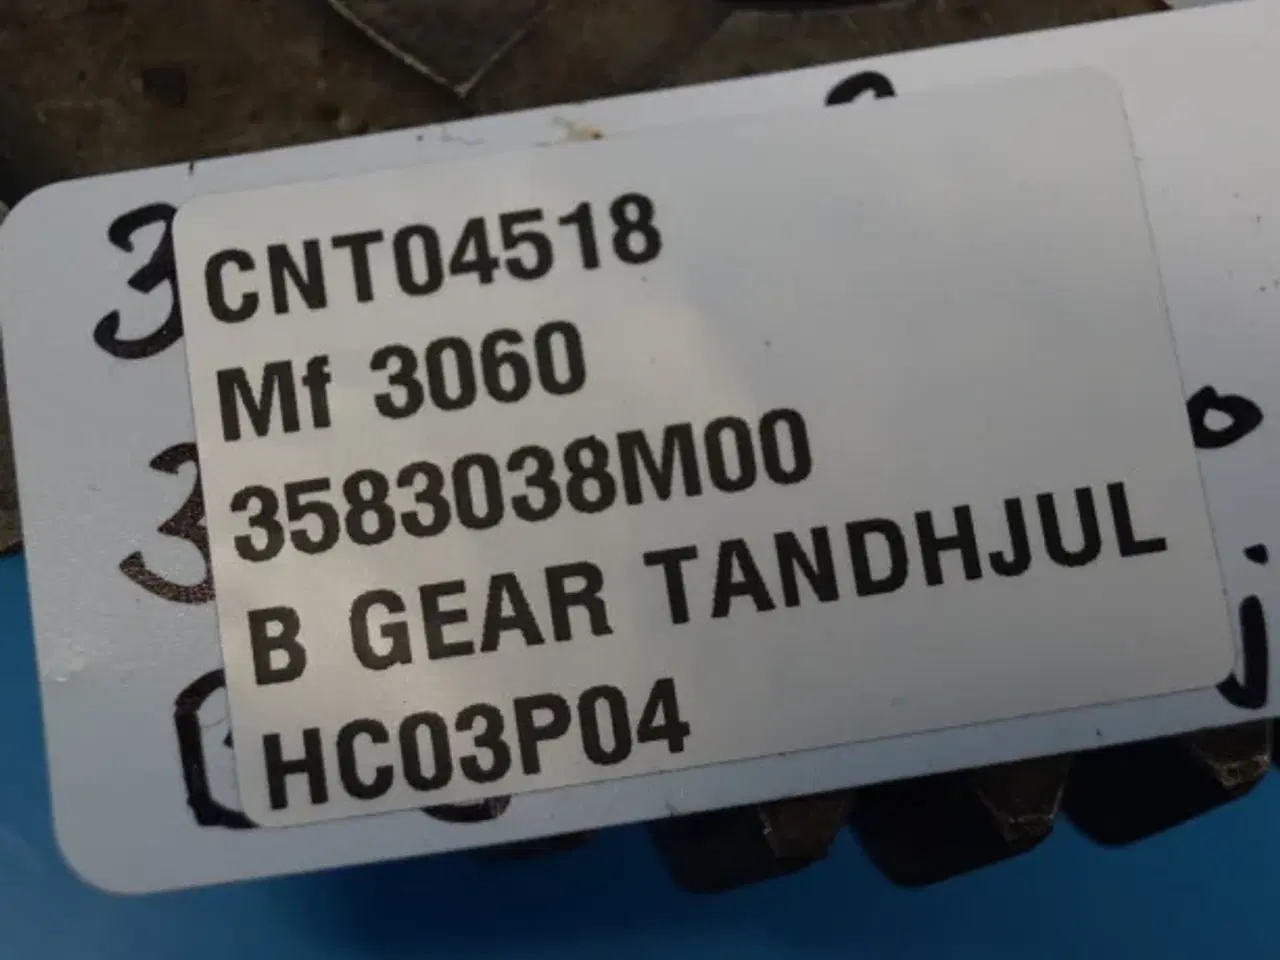 CNT04518
Mf 3060
3583038M00
B GEAR TANDHJUL
HC03P04